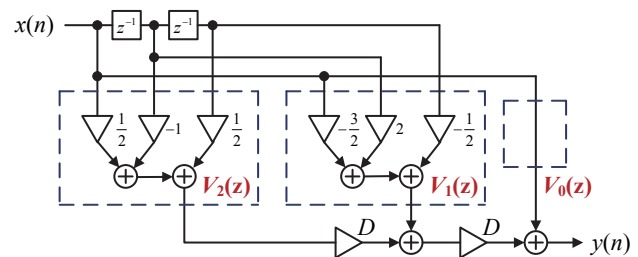 x(n) z⁻¹ z⁻¹
1/2 −1 1/2 −3/2 2 −1/2
V₂(z) V₁(z) V₀(z)
D D
y(n)